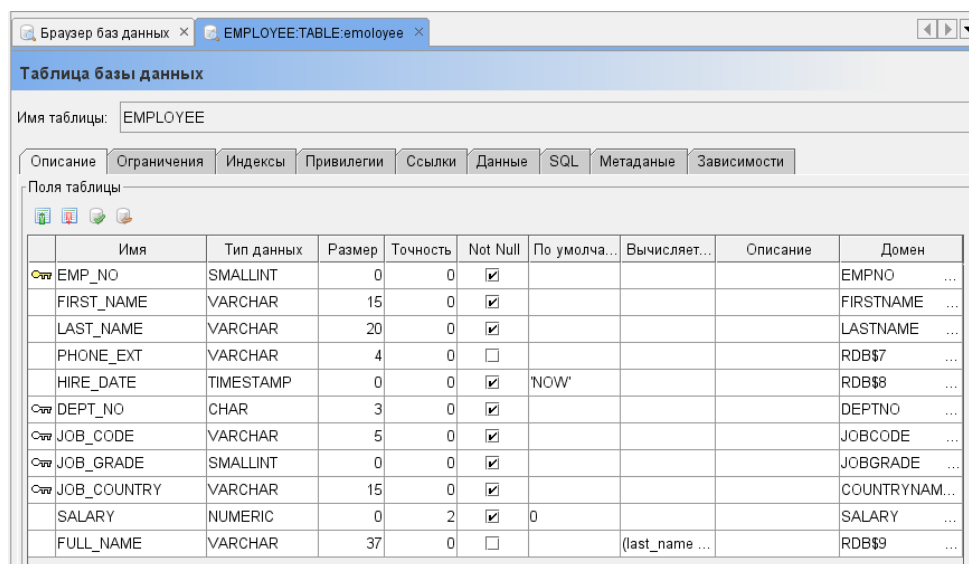 Браузер баз данных × EMPLOYEE:TABLE:emoloyee ×
Таблица базы данных
Имя таблицы: EMPLOYEE
Описание Ограничения Индексы Привилегии Ссылки Данные SQL Метаданые Зависимости
Поля таблицы
Имя Тип данных Размер Точность Not Null По умолча... Вычисляет... Описание Домен
EMP_NO SMALLINT 0 0 EMPNO ...
FIRST_NAME VARCHAR 15 0 FIRSTNAME ...
LAST_NAME VARCHAR 20 0 LASTNAME ...
PHONE_EXT VARCHAR 4 0 RDB$7 ...
HIRE_DATE TIMESTAMP 0 0 'NOW' RDB$8 ...
DEPT_NO CHAR 3 0 DEPTNO ...
JOB_CODE VARCHAR 5 0 JOBCODE ...
JOB_GRADE SMALLINT 0 0 JOBGRADE ...
JOB_COUNTRY VARCHAR 15 0 COUNTRYNAM...
SALARY NUMERIC 0 2 0 SALARY ...
FULL_NAME VARCHAR 37 0 (last_name ... RDB$9 ...